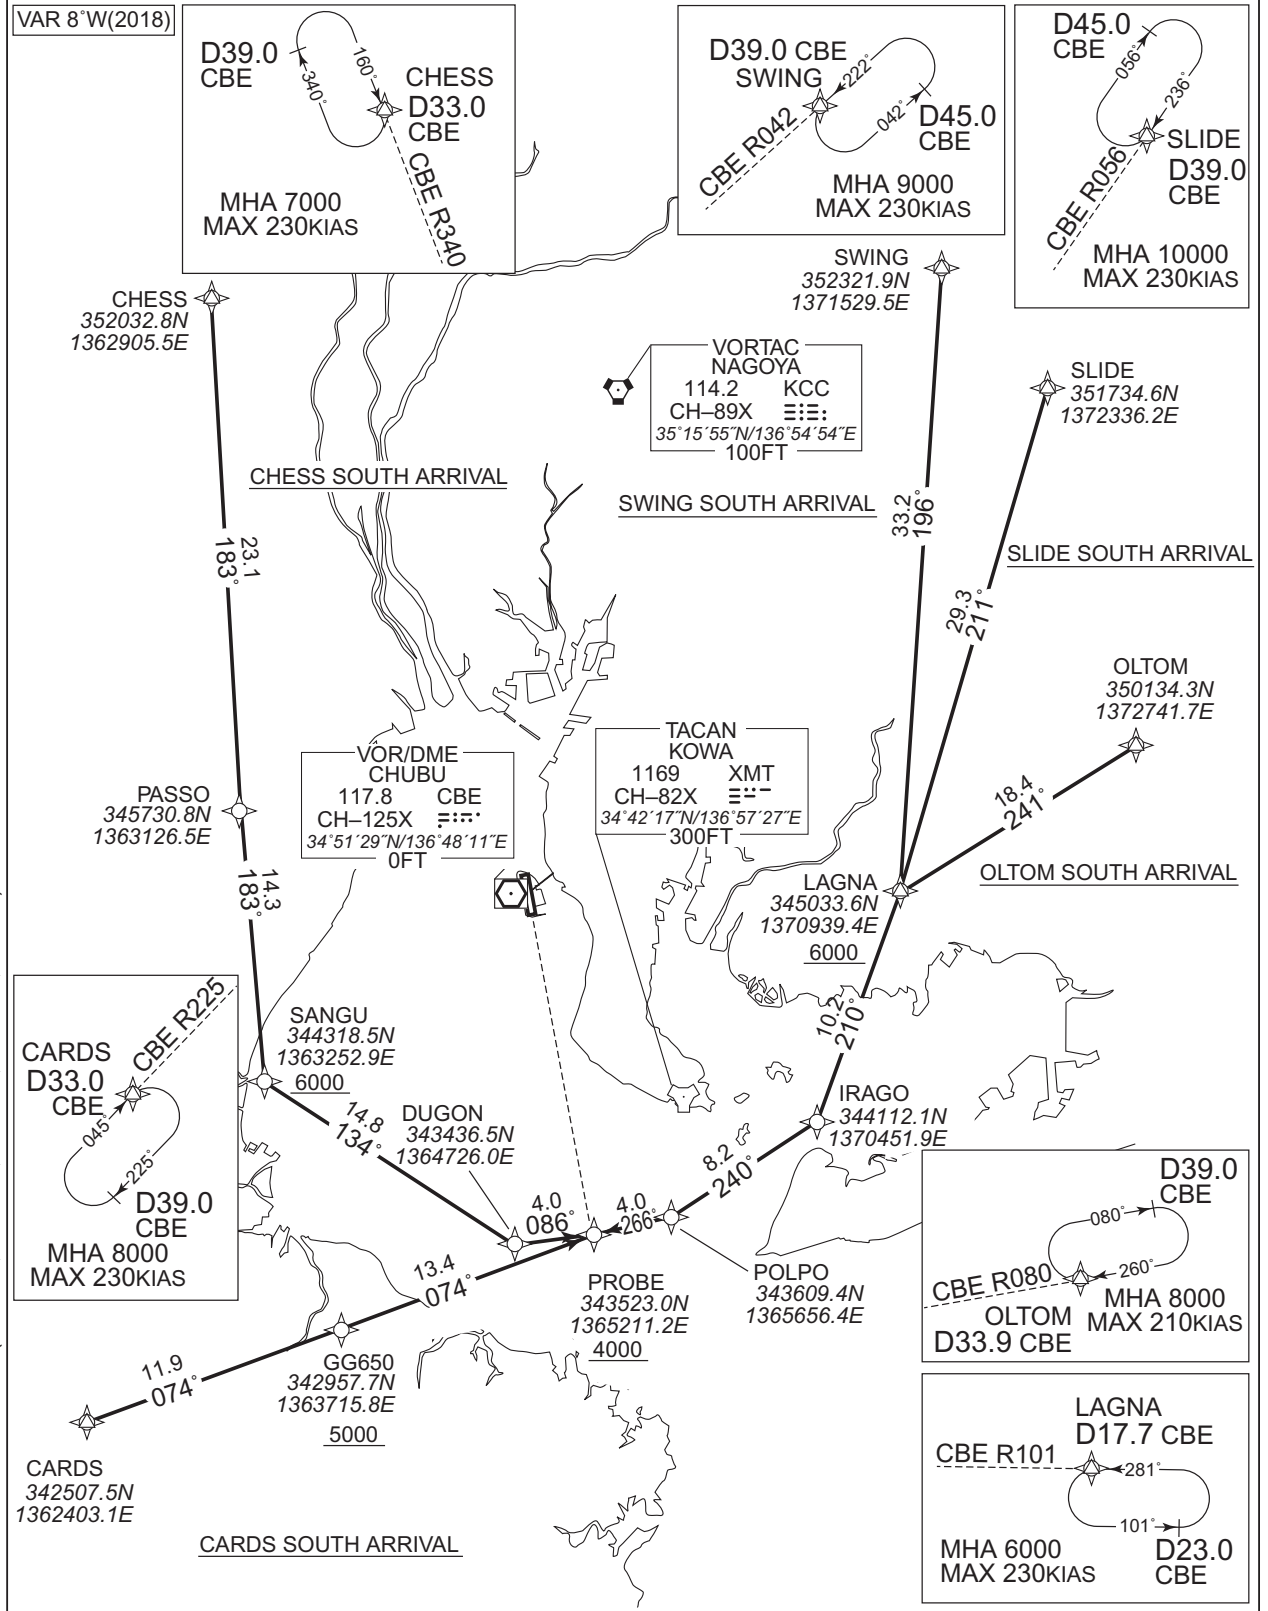 VAR 8°W(2018)
D39.0
CBE
160°
340°
CHESS
D33.0
CBE
CBE R340
MHA 7000
MAX 230KIAS
D39.0 CBE
SWING
222°
042°
D45.0
CBE
CBE R042
MHA 9000
MAX 230KIAS
D45.0
CBE
056°
236°
SLIDE
D39.0
CBE
CBE R056
MHA 10000
MAX 230KIAS
CHESS
352032.8N
1362905.5E
SWING
352321.9N
1371529.5E
VORTAC
NAGOYA
114.2 KCC
CH–89X
35°15´55˝N/136°54´54˝E
100FT
SLIDE
351734.6N
1372336.2E
CHESS SOUTH ARRIVAL
SWING SOUTH ARRIVAL
33.2
196°
SLIDE SOUTH ARRIVAL
23.1
183°
29.3
211°
OLTOM
350134.3N
1372741.7E
VOR/DME
CHUBU
117.8 CBE
CH–125X
34°51´29˝N/136°48´11˝E
0FT
TACAN
KOWA
1169 XMT
CH–82X
34°42´17˝N/136°57´27˝E
300FT
PASSO
345730.8N
1363126.5E
18.4
241°
14.3
183°
LAGNA
345033.6N
1370939.4E
6000
OLTOM SOUTH ARRIVAL
CARDS
D33.0
CBE
CBE R225
045°
225°
D39.0
CBE
MHA 8000
MAX 230KIAS
SANGU
344318.5N
1363252.9E
6000
10.2
210°
14.8
134°
DUGON
343436.5N
1364726.0E
IRAGO
344112.1N
1370451.9E
8.2
240°
4.0
086°
4.0
266°
13.4
074°
PROBE
343523.0N
1365211.2E
4000
POLPO
343609.4N
1365656.4E
D39.0
CBE
080°
260°
CBE R080
OLTOM
D33.9 CBE
MHA 8000
MAX 210KIAS
11.9
074°
GG650
342957.7N
1363715.8E
5000
CARDS
342507.5N
1362403.1E
CARDS SOUTH ARRIVAL
LAGNA
D17.7 CBE
CBE R101
281°
101°
D23.0
CBE
MHA 6000
MAX 230KIAS